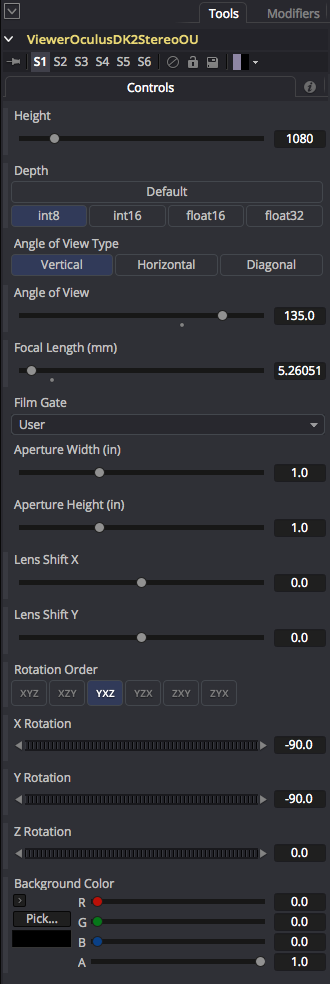 Tools Modifiers
ViewerOculusDK2StereoOU
S1 S2 S3 S4 S5 S6
Controls
Height
1080
Depth
Default
int8 int16 float16 float32
Angle of View Type
Vertical Horizontal Diagonal
Angle of View
135.0
Focal Length (mm)
5.26051
Film Gate
User
Aperture Width (in)
1.0
Aperture Height (in)
1.0
Lens Shift X
0.0
Lens Shift Y
0.0
Rotation Order
XYZ XZY YXZ YZX ZXY ZYX
X Rotation
-90.0
Y Rotation
-90.0
Z Rotation
0.0
Background Color
R 0.0
Pick... G 0.0
B 0.0
A 1.0